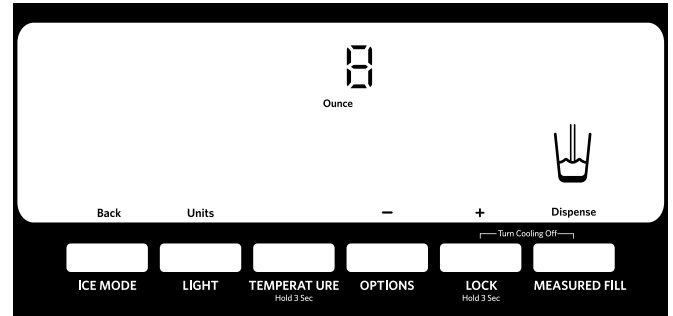 8
Ounce
Back Units − + Dispense
Turn Cooling Off
ICE MODE LIGHT TEMPERAT URE OPTIONS LOCK MEASURED FILL
Hold 3 Sec Hold 3 Sec